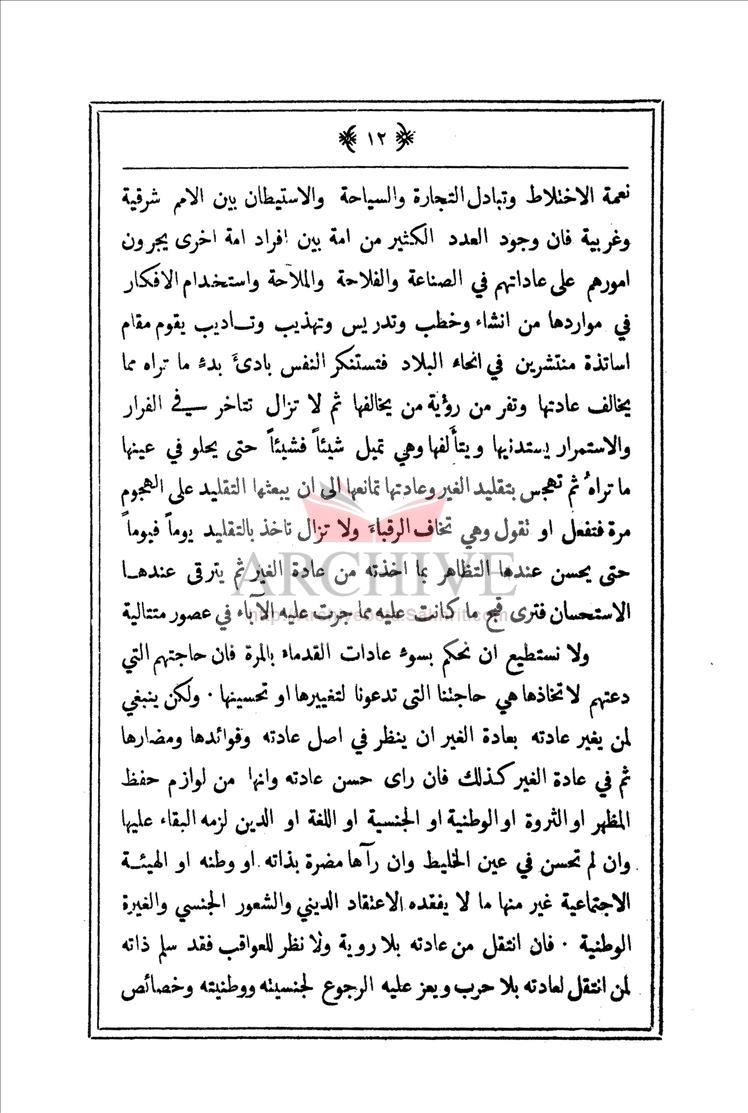 ﴿ ١٢ ﴾
نعمة الاختلاط وتبادل التجارة والسياحة والاستيطان بين الامم شرقية
وغربية فان وجود العدد الكثير من امة بين افراد امة اخرى يجرون
امورهم على عاداتهم في الصناعة والفلاحة والملاحة واستخدام الافكار
في مواردها من انشاء وخطب وتدريس وتهذيب وتاديب يقوم مقام
اساتذة منتشرين في انحاء البلاد فتستنكر النفس بادئَ بدءٍ ما تراه مما
يخالف عادتها وتفر من رؤية من يخالفها ثم لا تزال تتاخر في الفرار
والاستمرار يستدنيها ويتألفها وهي تميل شيئاً فشيئاً حتى يحلو في عينها
ما تراهُ ثم تهجس بتقليد الغير وعادتها تمانعها الى ان يبعثها التقليد على الهجوم
مرة فتفعل او تقول وهي تخاف الرقباءَ ولا تزال تاخذ بالتقليد يوماً فيوماً
حتى يحسن عندها التظاهر بما اخذته من عادة الغير ثم يترقى عندها
الاستحسان فترى قبح ما كانت عليه مما جرت عليه الآباء في عصور متتالية
ولا نستطيع ان نحكم بسوء عادات القدماء بالمرة فان حاجتهم التي
دعتهم لاتخاذها هي حاجتنا التى تدعونا لتغييرها او تحسينها · ولكن ينبغي
لمن يغير عادته بعادة الغير ان ينظر في اصل عادته وفوائدها ومضارها
ثم في عادة الغير كذلك فان راى حسن عادته وانها من لوازم حفظ
المظهر او الثروة او الوطنية او الجنسية او اللغة او الدين لزمه البقاء عليها
وان لم تحسن في عين الخليط وان رآها مضرة بذاته او وطنه او الهيئة
الاجتماعية غير منها ما لا يفقده الاعتقاد الديني والشعور الجنسي والغيرة
الوطنية · فان انتقل من عادته بلا روية ولا نظر للعواقب فقد سلم ذاته
لمن انتقل لعادته بلا حرب ويعز عليه الرجوع لجنسيته ووطنيته وخصائص
ARCHIVE